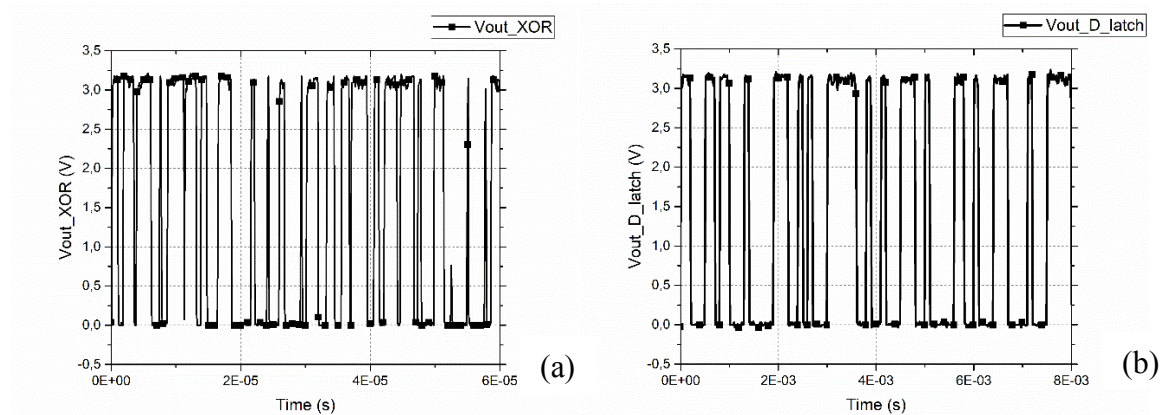 Vout_XOR
3,5
3,0
2,5
2,0
1,5
1,0
0,5
0,0
-0,5
Vout_XOR (V)
0E+00 2E-05 4E-05 6E-05
Time (s)
(a)
Vout_D_latch
3,5
3,0
2,5
2,0
1,5
1,0
0,5
0,0
-0,5
Vout_D_latch (V)
0E+00 2E-03 4E-03 6E-03 8E-03
Time (s)
(b)